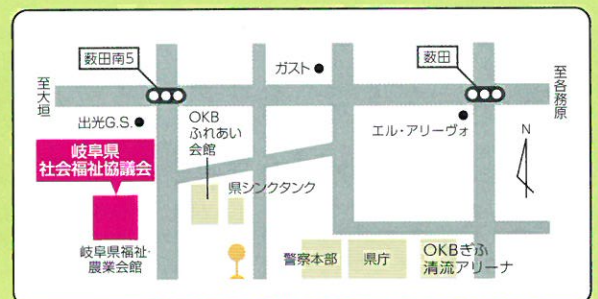 薮田南5
ガスト
薮田
至大垣
至各務原
出光G.S.
OKB
ふれあい
会館
エル・アリーヴォ
N
岐阜県
社会福祉協議会
県シンクタンク
岐阜県福祉・
農業会館
警察本部
県庁
OKBぎふ
清流アリーナ